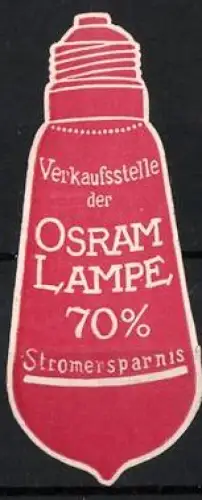 Verkaufsstelle
der
OSRAM
LAMPE
70%
Stromersparnis